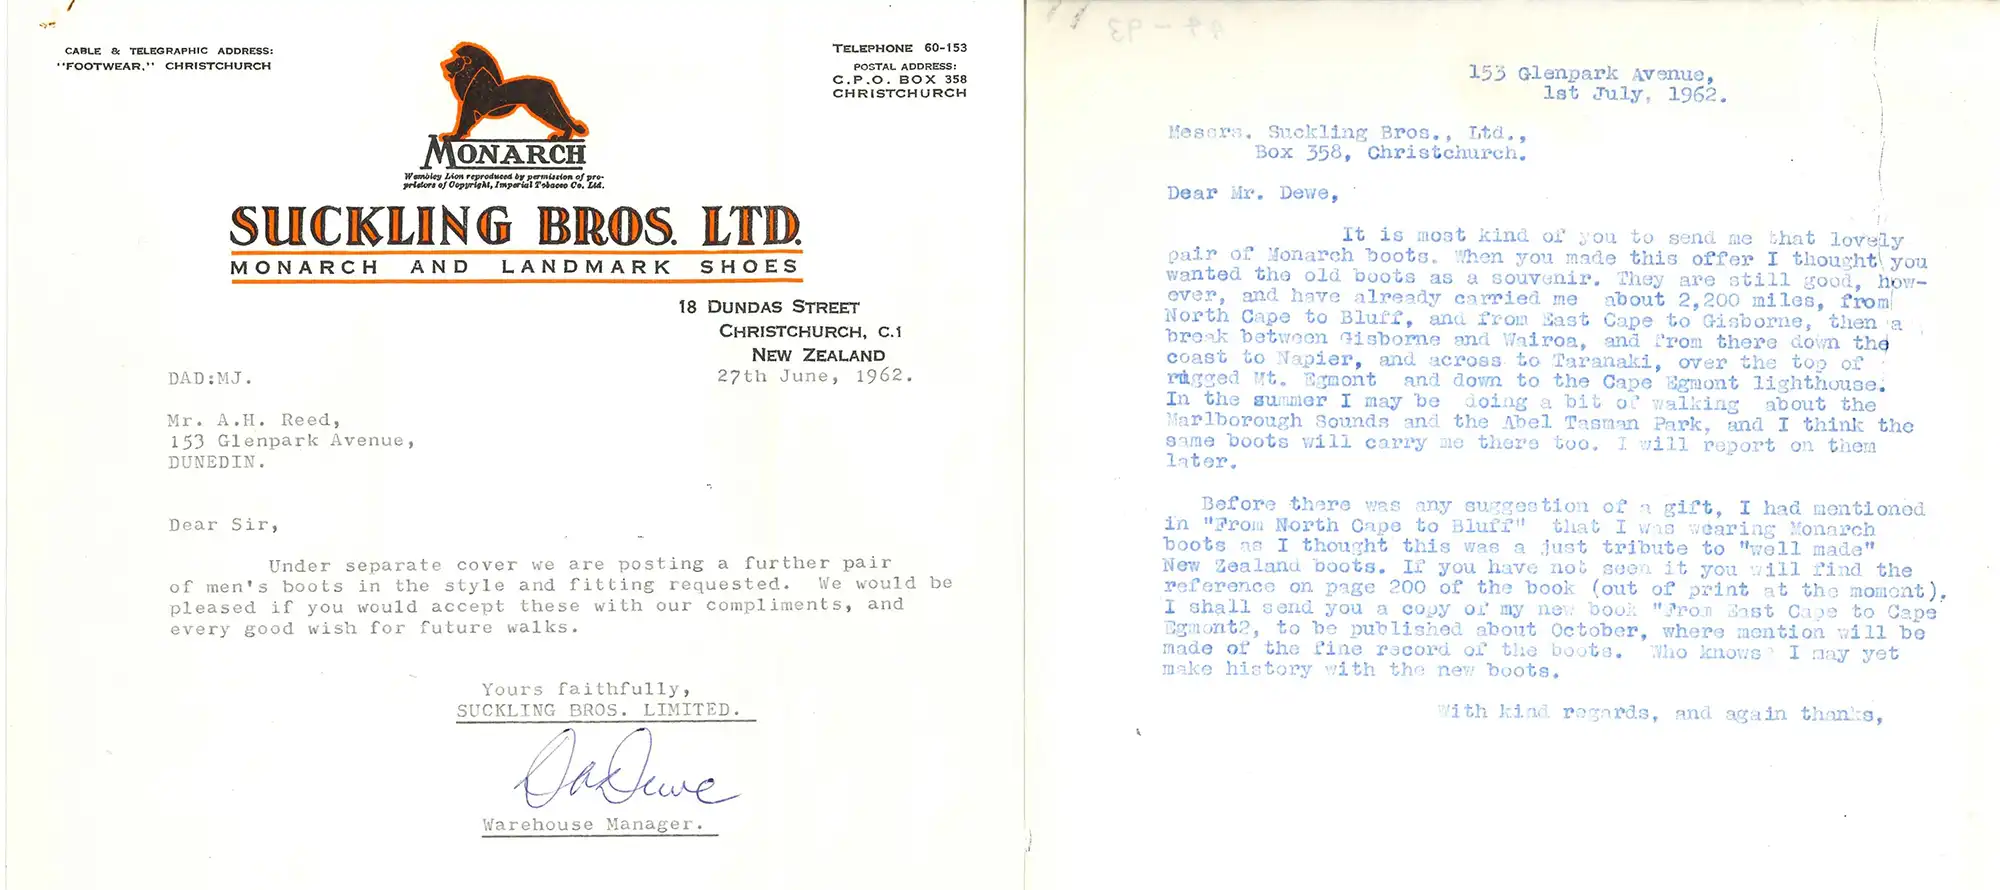 CABLE & TELEGRAPHIC ADDRESS:
"FOOTWEAR," CHRISTCHURCH
TELEPHONE 60-153
POSTAL ADDRESS:
C.P.O. BOX 358
CHRISTCHURCH
MONARCH
Wembley Lion reproduced by permission of pro-
prietors of Copyright, Imperial Tobacco Co. Ltd.
SUCKLING BROS. LTD.
MONARCH AND LANDMARK SHOES
18 DUNDAS STREET
CHRISTCHURCH, C.1
NEW ZEALAND
27th June, 1962.
DAD:MJ.
Mr. A.H. Reed,
153 Glenpark Avenue,
DUNEDIN.
Dear Sir,
Under separate cover we are posting a further pair
of men's boots in the style and fitting requested. We would be
pleased if you would accept these with our compliments, and
every good wish for future walks.
Yours faithfully,
SUCKLING BROS. LIMITED.
DADewe
Warehouse Manager.
153 Glenpark Avenue,
1st July, 1962.
Messrs. Suckling Bros., Ltd.,
Box 358, Christchurch.
Dear Mr. Dewe,
It is most kind of you to send me that lovely
pair of Monarch boots. When you made this offer I thought you
wanted the old boots as a souvenir. They are still good, how-
ever, and have already carried me about 2,200 miles, from
North Cape to Bluff, and from East Cape to Gisborne, then a
break between Gisborne and Wairoa, and from there down the
coast to Napier, and across to Taranaki, over the top of
rugged Mt. Egmont and down to the Cape Egmont lighthouse.
In the summer I may be doing a bit of walking about the
Marlborough Sounds and the Abel Tasman Park, and I think the
same boots will carry me there too. I will report on them
later.
Before there was any suggestion of a gift, I had mentioned
in "From North Cape to Bluff" that I was wearing Monarch
boots as I thought this was a just tribute to "well made"
New Zealand boots. If you have not seen it you will find the
reference on page 200 of the book (out of print at the moment).
I shall send you a copy of my new book "From East Cape to Cape
Egmont2, to be published about October, where mention will be
made of the fine record of the boots. Who knows? I may yet
make history with the new boots.
With kind regards, and again thanks,